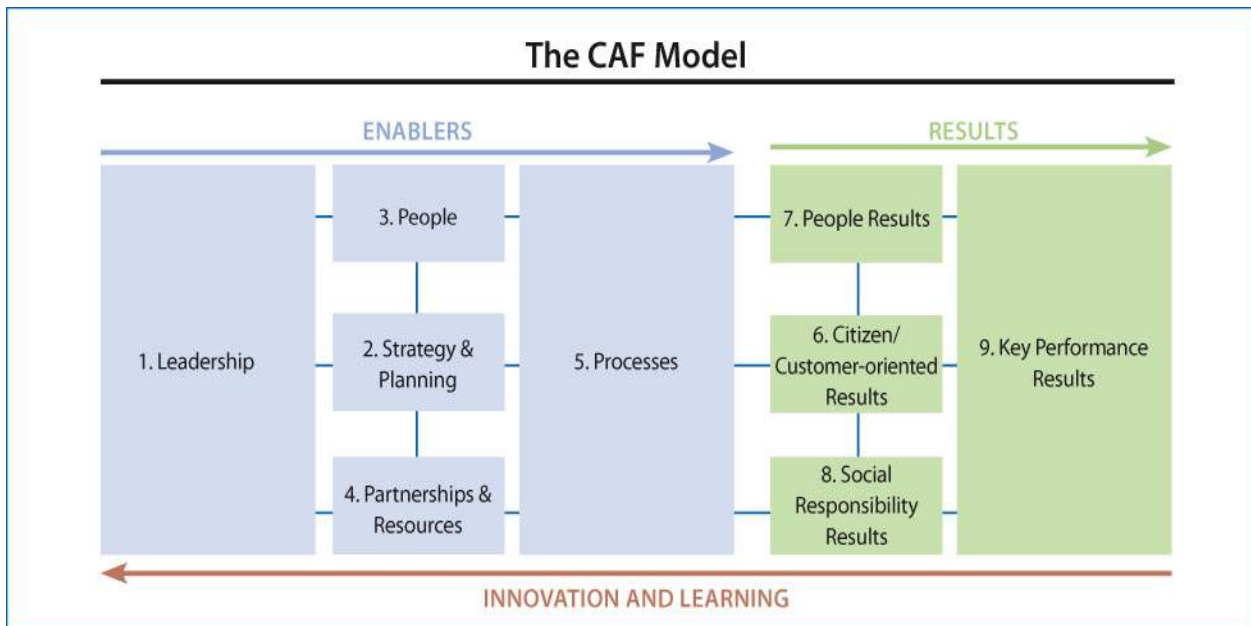 The CAF Model
ENABLERS
RESULTS
1. Leadership
3. People
2. Strategy &
Planning
4. Partnerships &
Resources
5. Processes
7. People Results
6. Citizen/
Customer-oriented
Results
8. Social
Responsibility
Results
9. Key Performance
Results
INNOVATION AND LEARNING